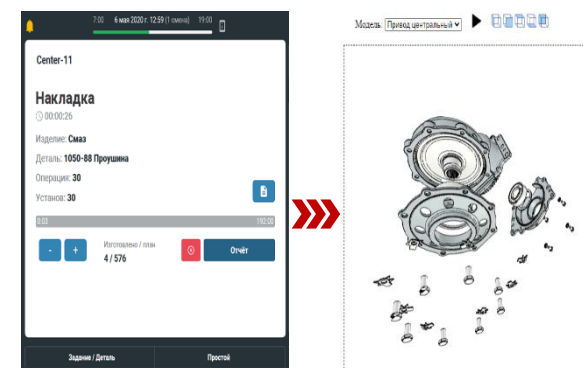 7:00 6 мая 2020 г. 12:59 (1 смена) 19:00
Center-11
Накладка
00:00:26
Изделие: Смаз
Деталь: 1050-88 Проушина
Операция: 30
Установ: 30
0:03 192:00
- +
Изготовлено / план
4 / 576
Отчёт
Задание / Деталь Простой
Модель: Привод центральный